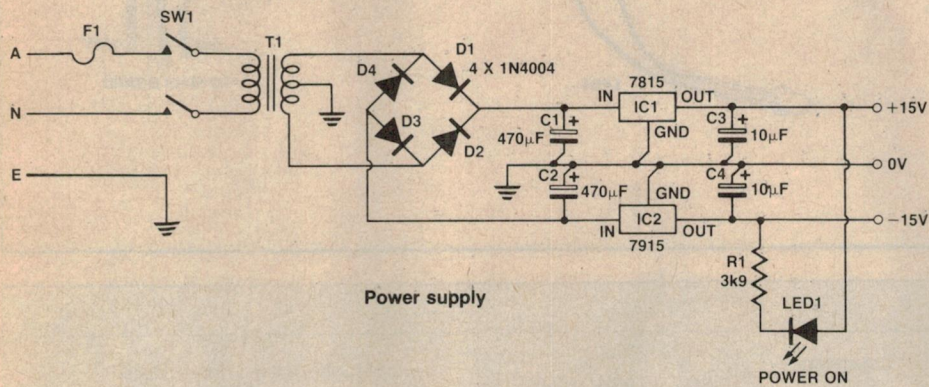 SW1
F1
T1
A
N
E
D1
4 X 1N4004
D4
D3
D2
7815
IN
IC1
OUT
+15V
C1
+
470µF
GND
C3
+
10µF
0V
C2
+
470µF
GND
C4
+
10µF
IN
IC2
OUT
−15V
7915
R1
3k9
Power supply
LED1
POWER ON